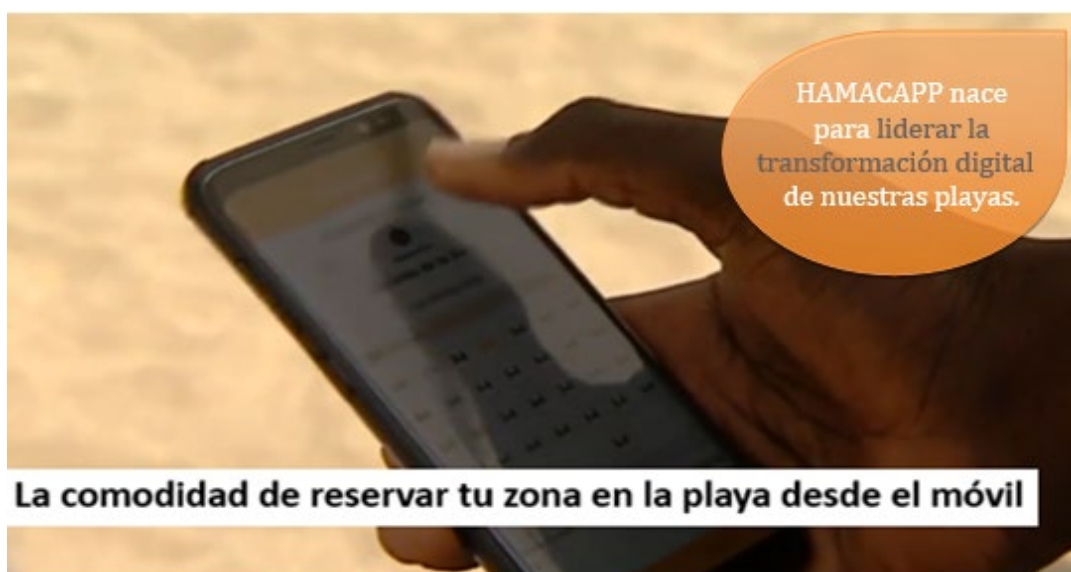 HAMACAPP nace
para liderar la
transformación digital
de nuestras playas.
La comodidad de reservar tu zona en la playa desde el móvil